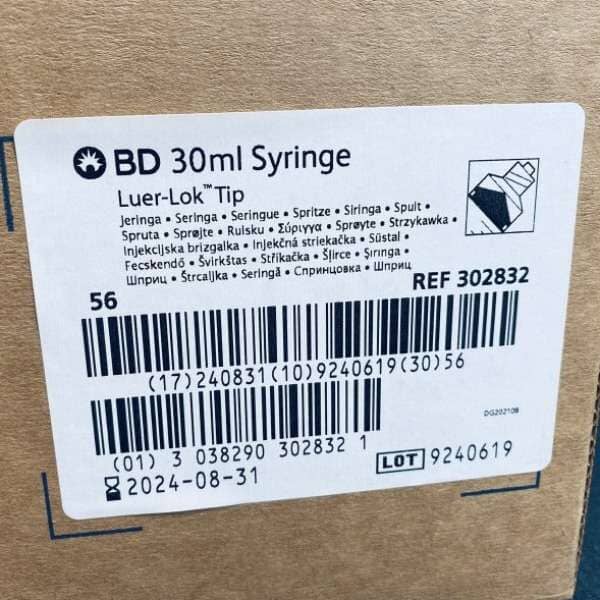 BD 30ml Syringe
Luer-Lok™ Tip
Jeringa • Seringa • Seringue • Spritze • Siringa • Spuit •
Spruta • Sprøjte • Ruisku • Σύριγγα • Sprøyte • Strzykawka •
Injekcijska brizgalka • Injekčná striekačka • Süstal •
Fecskendő • Švirkštas • Stříkačka • Šļirce • Şırınga •
Шприц • Štrcaljka • Seringă • Спринцовка • Шприц
56
REF 302832
(17)240831(10)9240619(30)56
DG20210B
(01) 3 038290 302832 1
LOT 9240619
2024-08-31